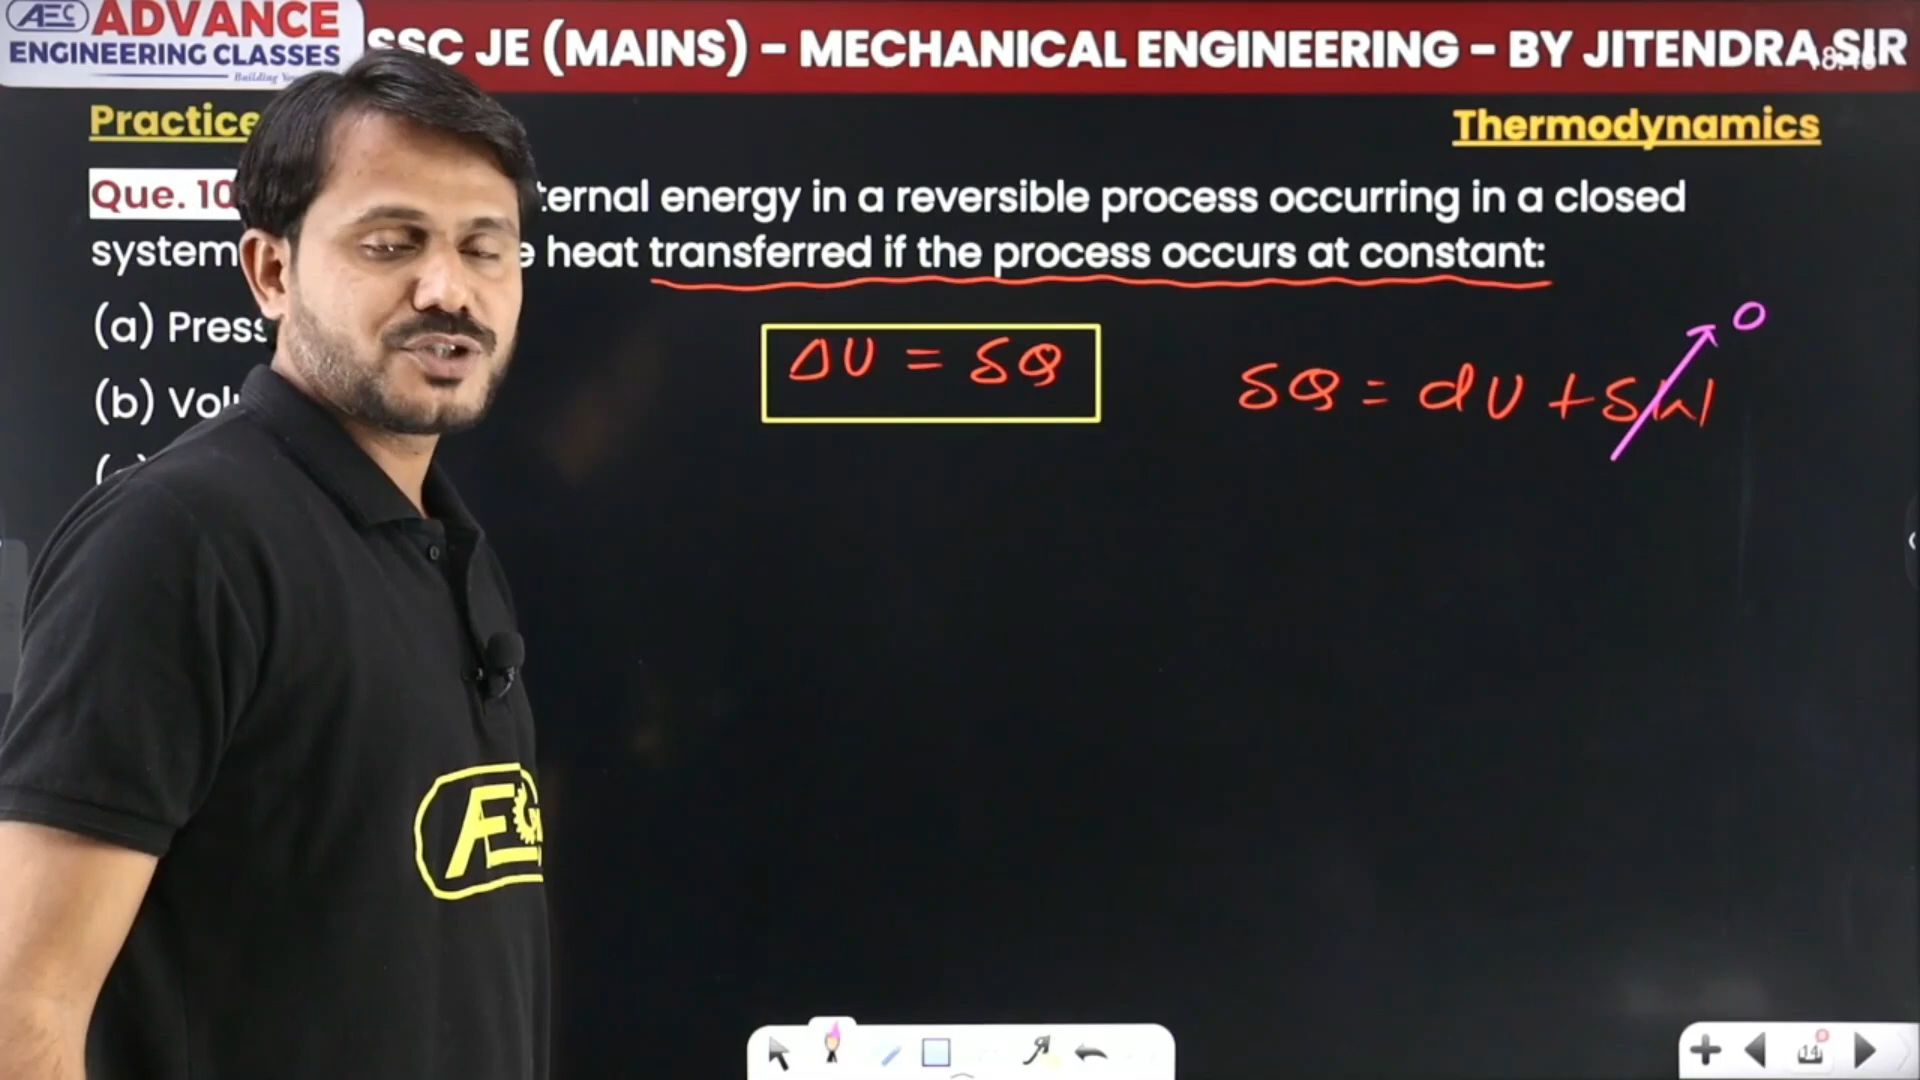 AEC ADVANCE
ENGINEERING CLASSES
SSC JE (MAINS) - MECHANICAL ENGINEERING - BY JITENDRA SIR
Practice
Thermodynamics
Que. 10 ternal energy in a reversible process occurring in a closed
system e heat transferred if the process occurs at constant:
(a) Press
(b) Volu
ΔU = δQ
δQ = dU + δW 0
14